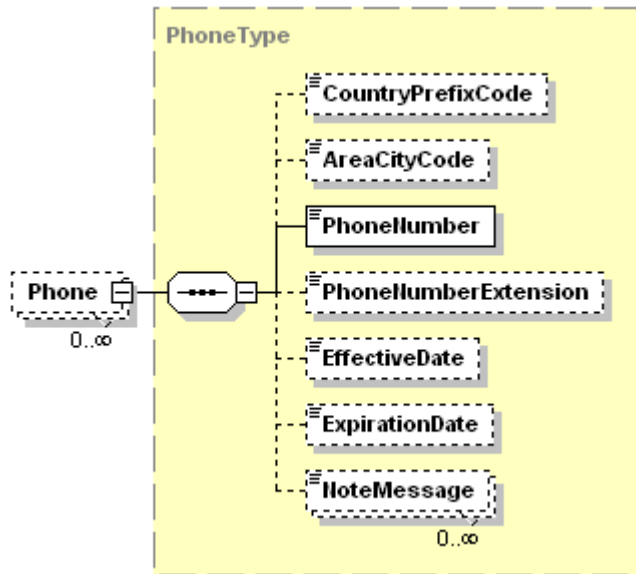 PhoneType
CountryPrefixCode
AreaCityCode
PhoneNumber
Phone
0..∞
PhoneNumberExtension
EffectiveDate
ExpirationDate
NoteMessage
0..∞